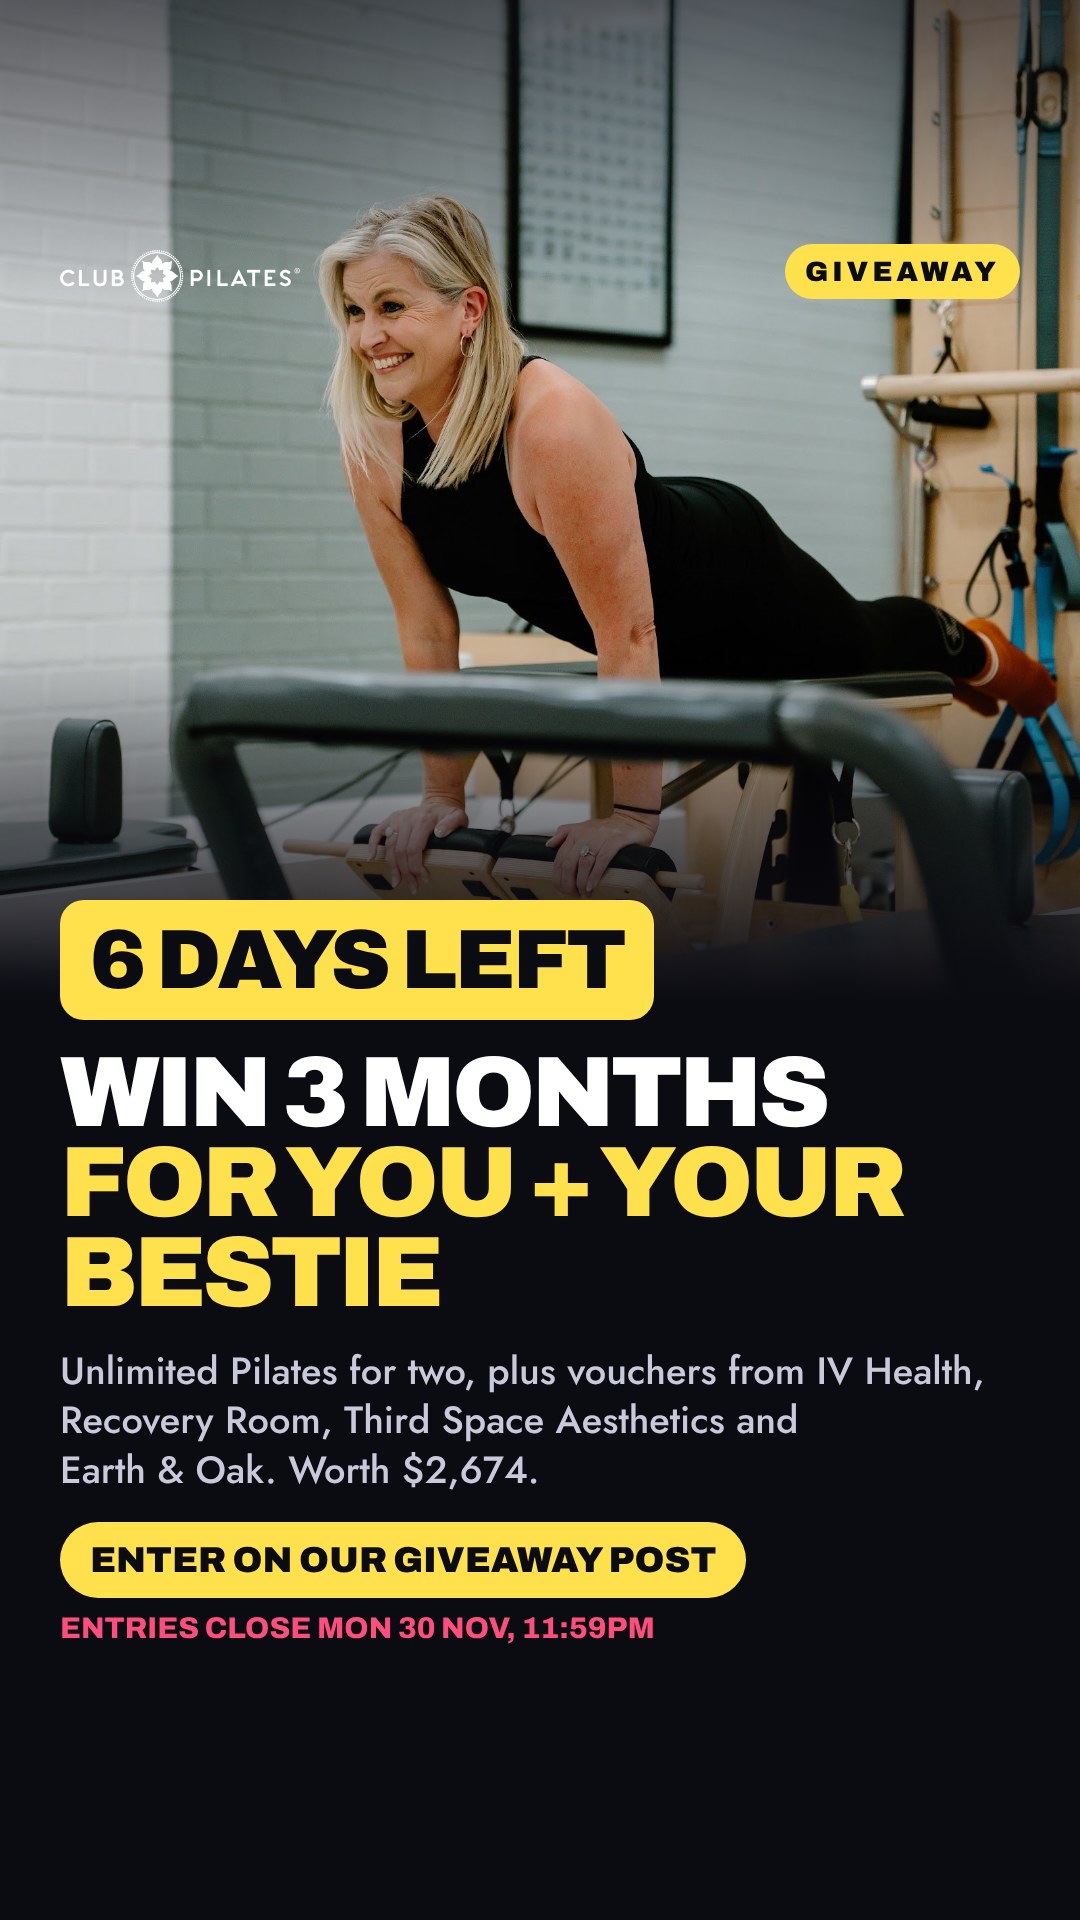 CLUB PILATES®
GIVEAWAY
6 DAYS LEFT
WIN 3 MONTHS
FOR YOU + YOUR
BESTIE
Unlimited Pilates for two, plus vouchers from IV Health,
Recovery Room, Third Space Aesthetics and
Earth & Oak. Worth $2,674.
ENTER ON OUR GIVEAWAY POST
ENTRIES CLOSE MON 30 NOV, 11:59PM